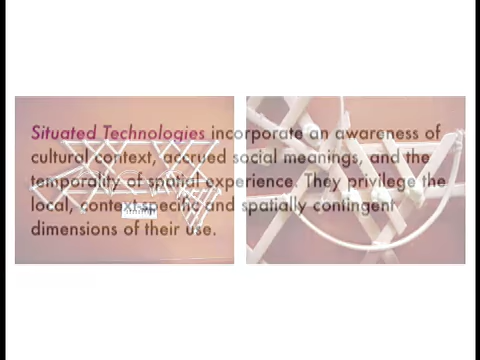 Situated Technologies incorporate an awareness of
cultural context, accrued social meanings, and the
temporality of spatial experience. They privilege the
local, context-specific and spatially contingent
dimensions of their use.